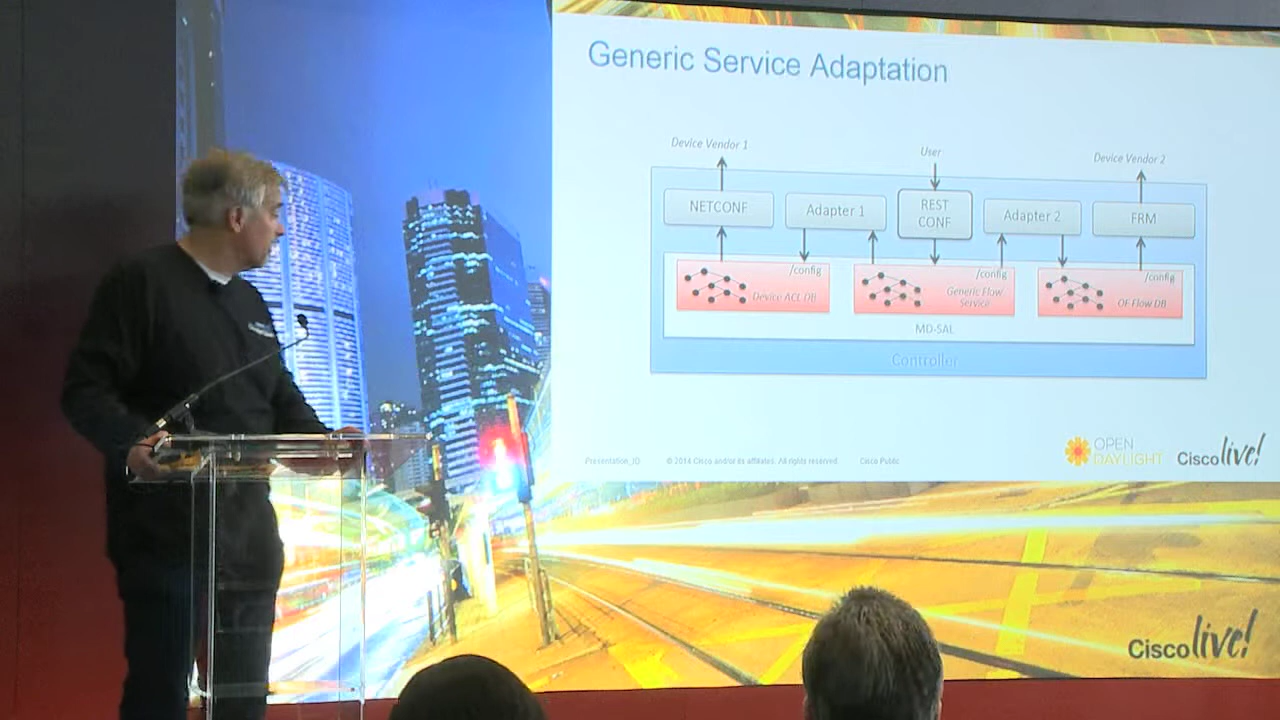 Generic Service Adaptation
Device Vendor 1
User
Device Vendor 2
NETCONF
Adapter 1
REST
CONF
Adapter 2
FRM
/config
/config
/config
Device ACL DB
Generic Flow
Service
OF Flow DB
MD-SAL
Controller
Presentation_ID
© 2014 Cisco and/or its affiliates. All rights reserved.
Cisco Public
OPEN
DAYLIGHT
Cisco live!
Cisco live!